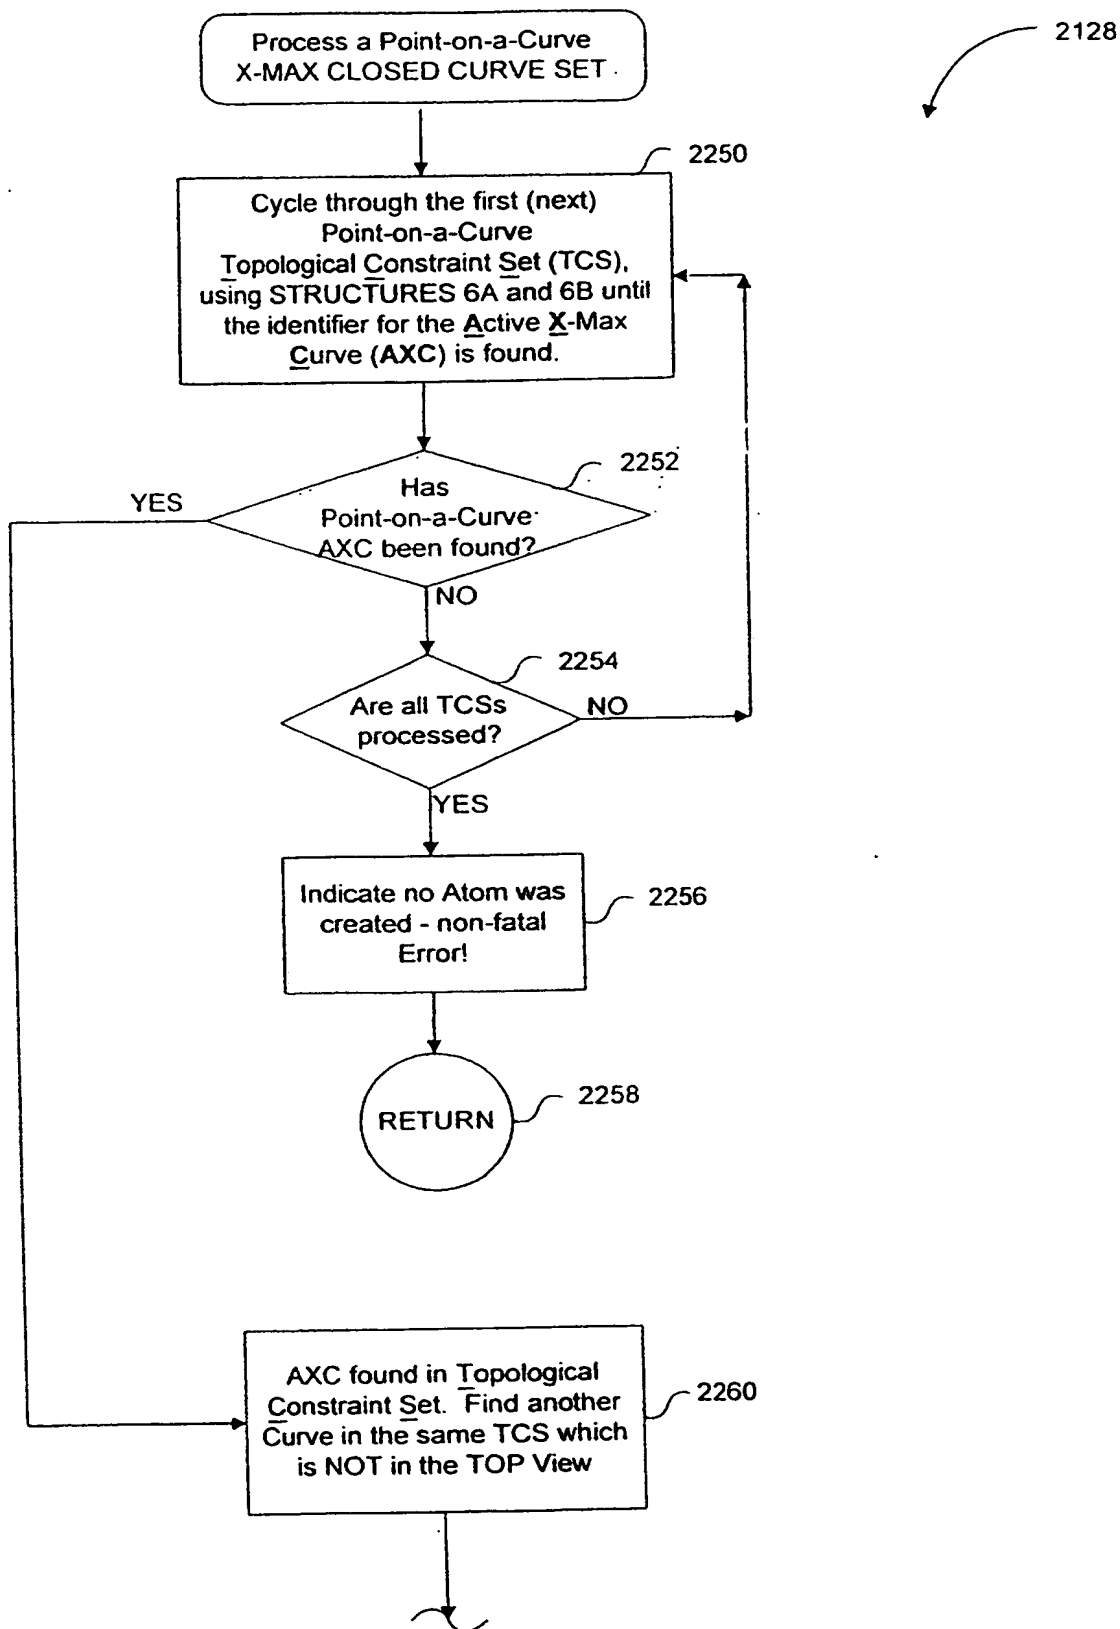 Process a Point-on-a-Curve
X-MAX CLOSED CURVE SET
2128
2250
Cycle through the first (next)
Point-on-a-Curve
Topological Constraint Set (TCS),
using STRUCTURES 6A and 6B until
the identifier for the Active X-Max
Curve (AXC) is found.
2252
YES
Has
Point-on-a-Curve
AXC been found?
NO
2254
Are all TCSs
processed?
NO
YES
Indicate no Atom was
created - non-fatal
Error!
2256
RETURN
2258
AXC found in Topological
Constraint Set. Find another
Curve in the same TCS which
is NOT in the TOP View
2260